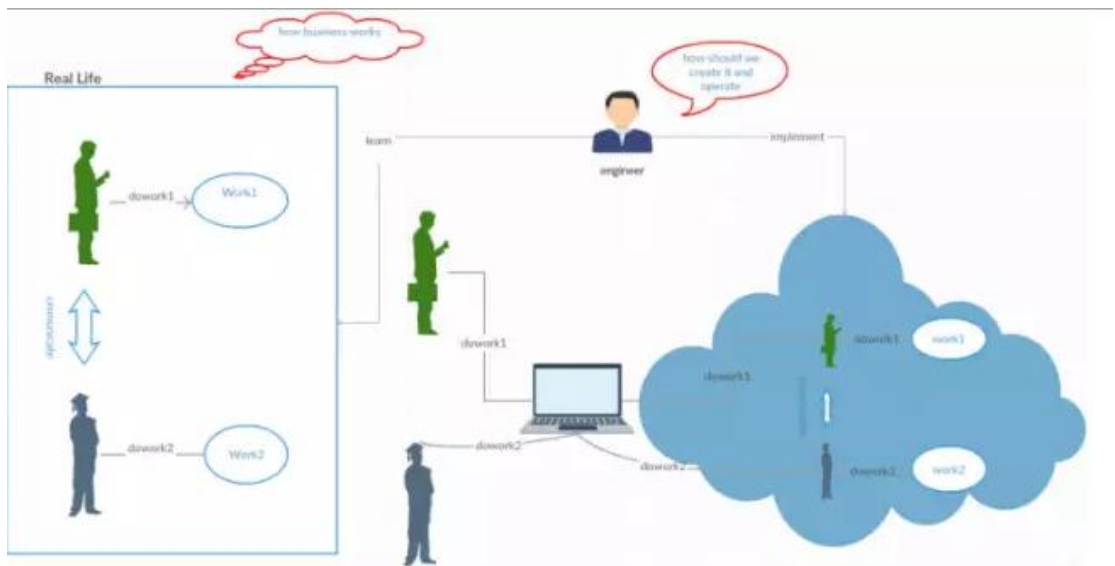 how business works
how should we
create it and
operate
Real Life
learn
implement
engineer
dowork1
Work1
dowork1
dowork1
dowork1
work1
dowork2
Work2
dowork2
dowork2
dowork2
work2